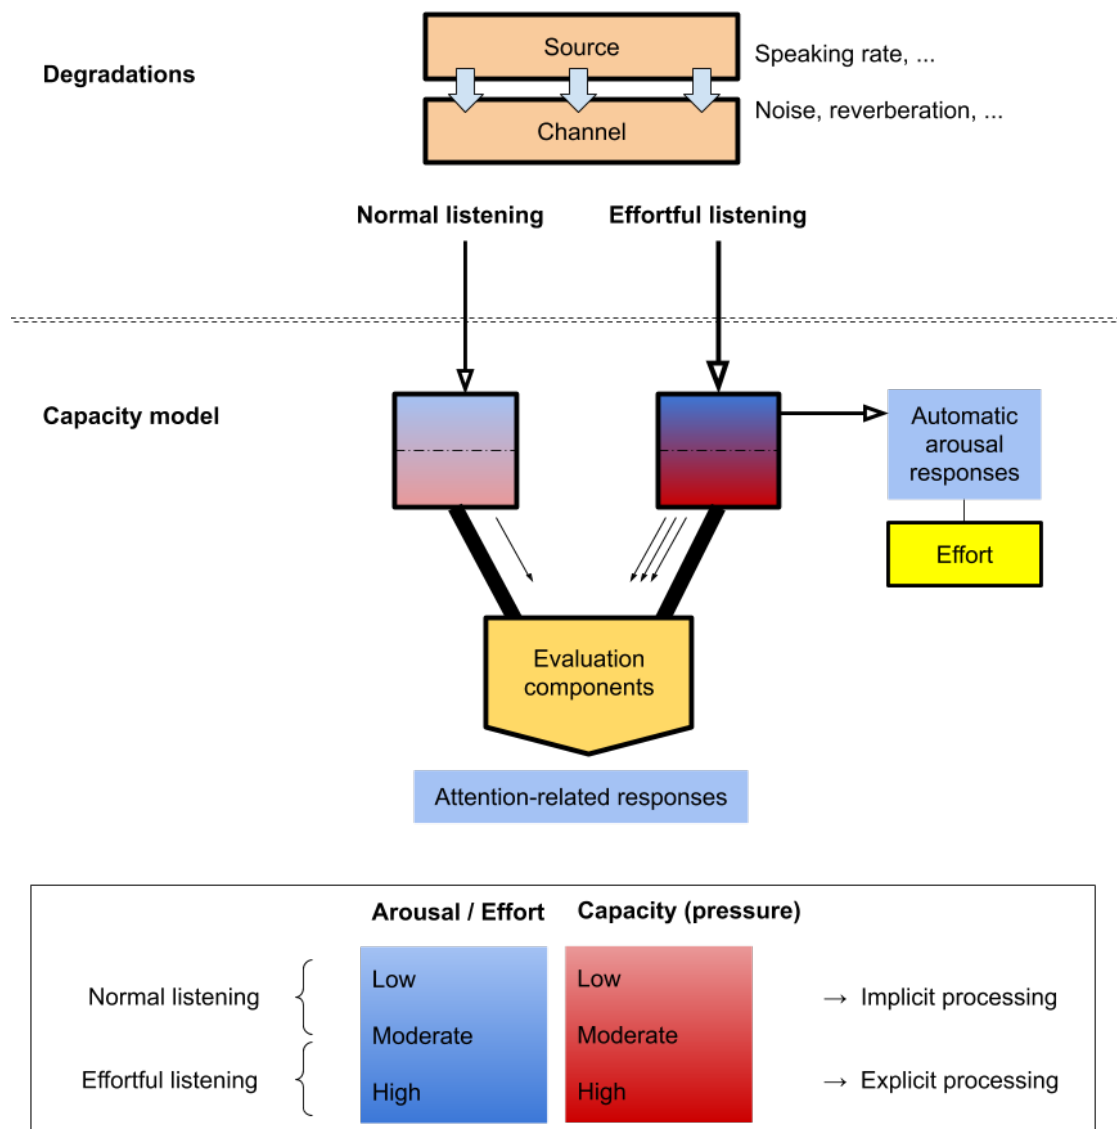 Source
Degradations
Speaking rate, ...
Noise, reverberation, ...
Channel
Normal listening
Effortful listening
Capacity model
Automatic
arousal
responses
Effort
Evaluation
components
Attention-related responses
Arousal / Effort
Capacity (pressure)
Normal listening
Low
Low
→ Implicit processing
Moderate
Moderate
Effortful listening
High
High
→ Explicit processing